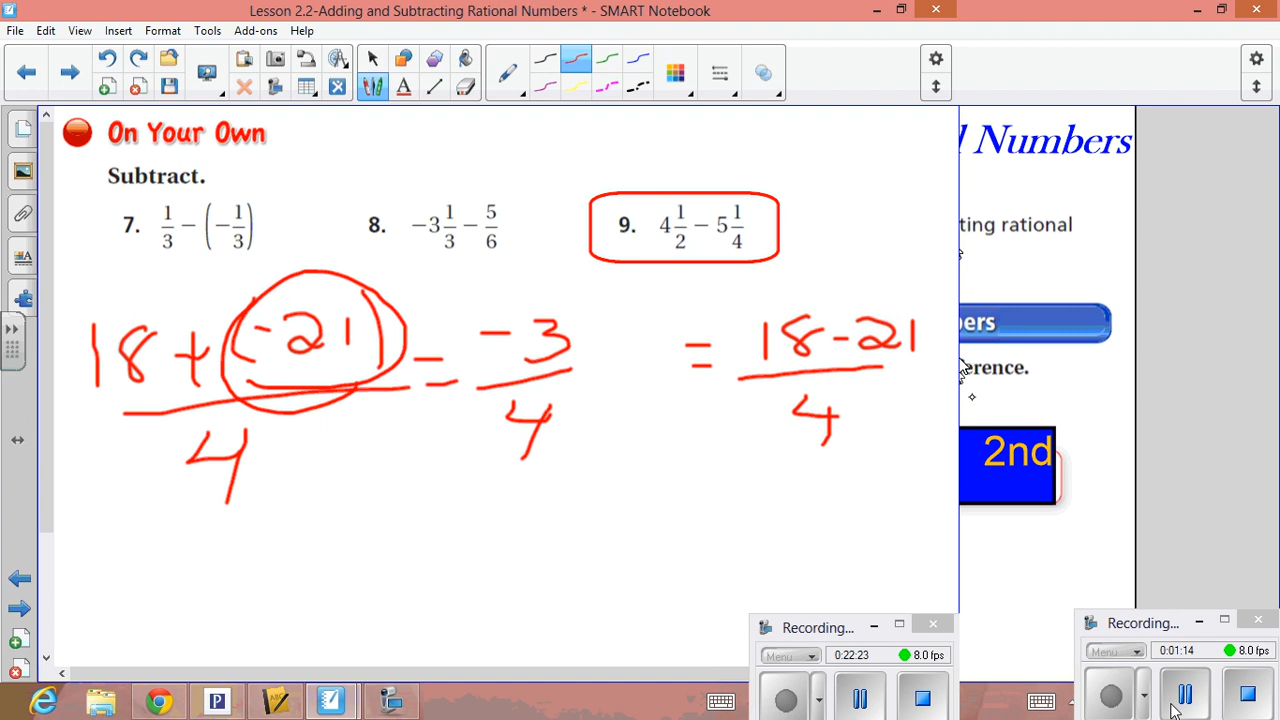 Lesson 2.2-Adding and Subtracting Rational Numbers * - SMART Notebook
File Edit View Insert Format Tools Add-ons Help
On Your Own
l Numbers
Subtract.
7. 1/3 − (−1/3) 8. −3 1/3 − 5/6 9. 4 1/2 − 5 1/4
ting rational
bers
18 + (-21) / 4 = -3/4 = 18-21 / 4
erence.
2nd
Recording...
Menu 0:22:23 8.0 fps
Recording...
Menu 0:01:14 8.0 fps